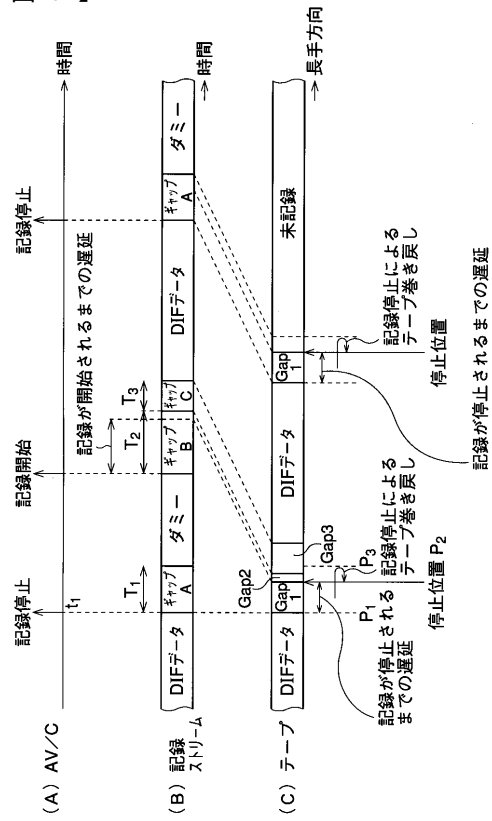 (A) AV/C
記録停止
t1
記録開始
記録が開始されるまでの遅延
記録停止
時間
(B) 記録
ストリーム
DIFデータ
T1
ギャップ
A
ダミー
T2
ギャップ
B
T3
ギャップ
C
DIFデータ
ギャップ
A
ダミー
時間
(C) テープ
DIFデータ
Gap
1
Gap2
Gap3
DIFデータ
Gap
1
未記録
長手方向
P1
P3
記録が停止される
までの遅延
停止位置 P2
記録停止による
テープ巻き戻し
記録停止による
テープ巻き戻し
停止位置
記録が停止されるまでの遅延